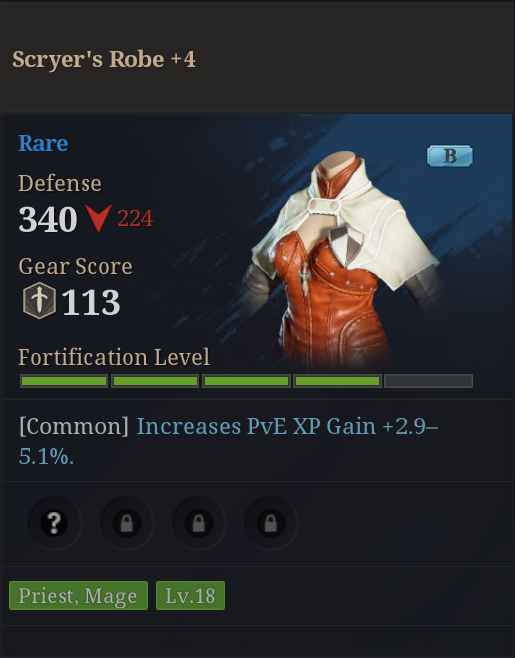 Scryer's Robe +4
Rare
B
Defense
340 224
Gear Score
113
Fortification Level
[Common] Increases PvE XP Gain +2.9–
5.1%.
?
Priest, Mage Lv.18